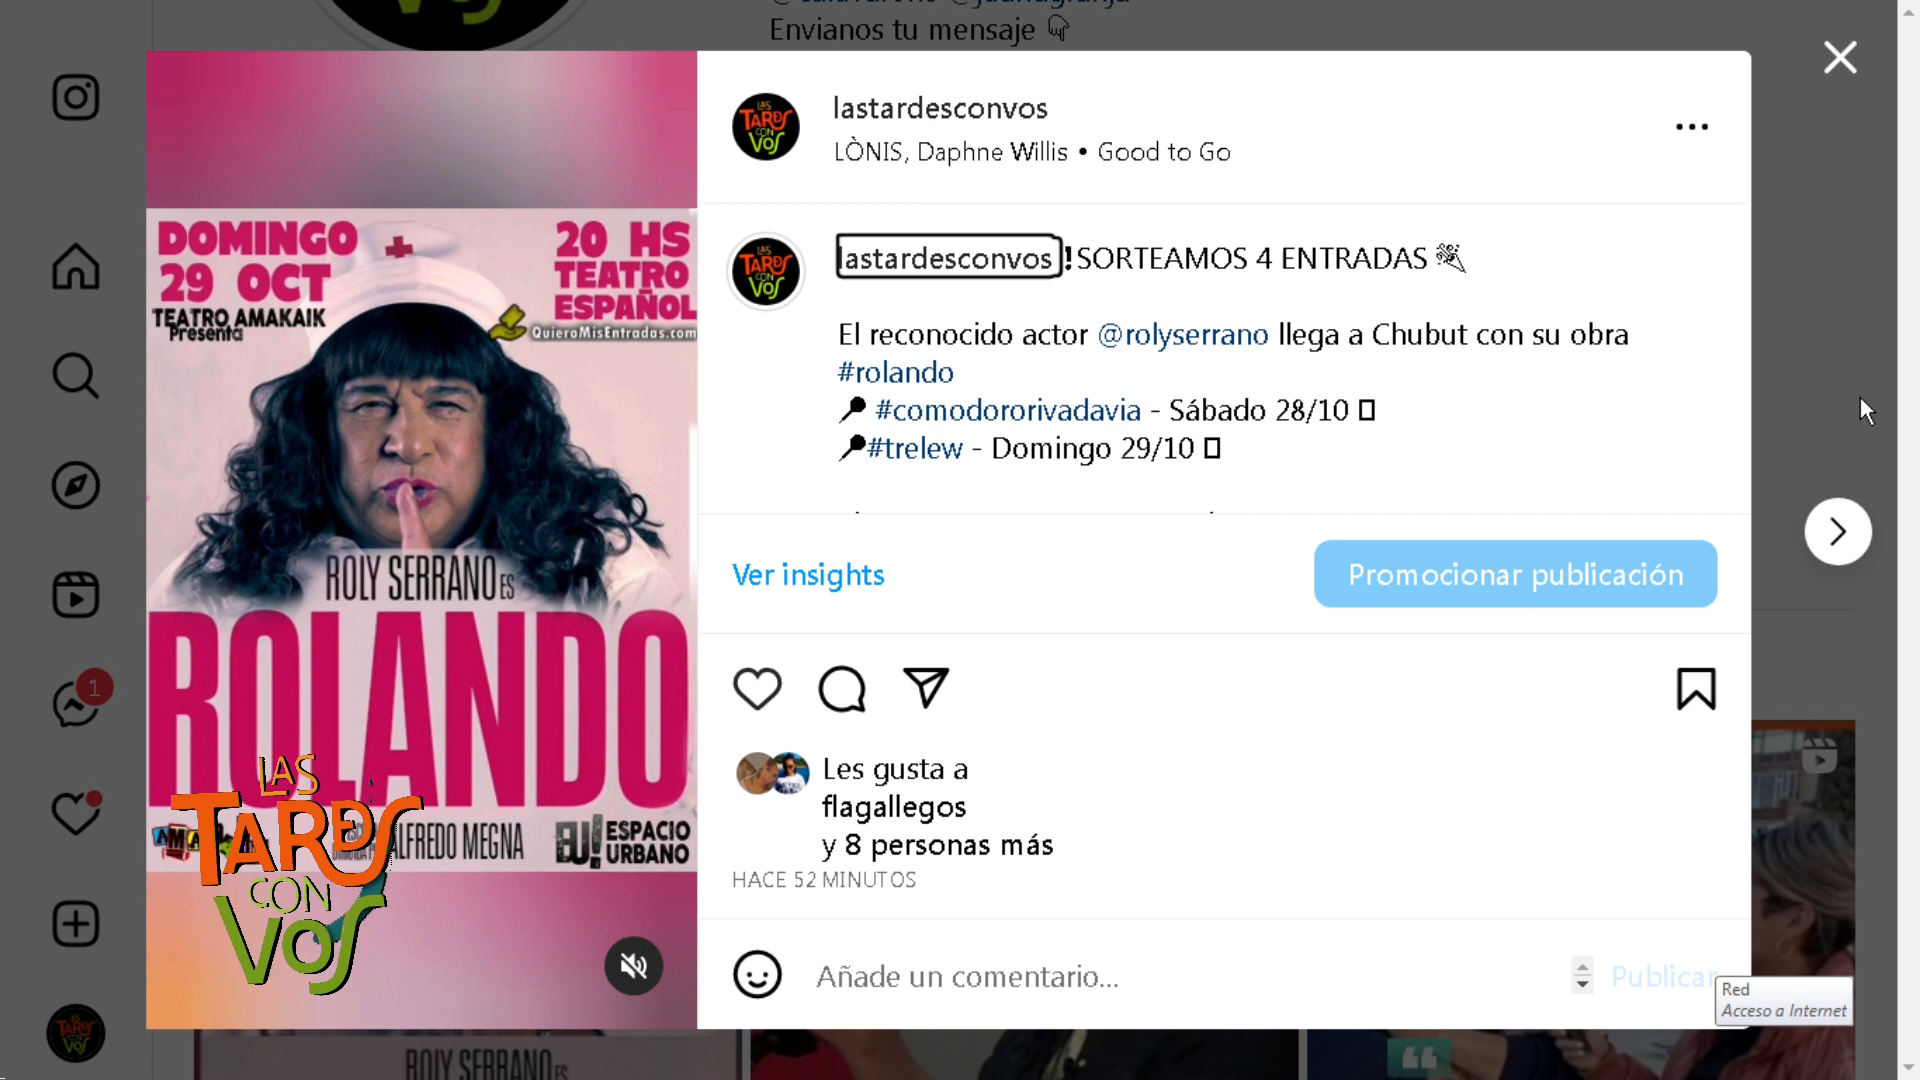 Envianos tu mensaje
lastardesconvos
LÒNIS, Daphne Willis • Good to Go
lastardesconvos ! SORTEAMOS 4 ENTRADAS
El reconocido actor @rolyserrano llega a Chubut con su obra
#rolando
#comodororivadavia - Sábado 28/10
#trelew - Domingo 29/10
Ver insights
Promocionar publicación
Les gusta a
flagallegos
y 8 personas más
HACE 52 MINUTOS
Añade un comentario...
Publicar
Red
Acceso a Internet
1
DOMINGO
29 OCT
TEATRO AMAKAIK
Presenta
20 HS
TEATRO
ESPAÑOL
QuieroMisEntradas.com
ROLY SERRANO ES
ROLANDO
ALFREDO MEGNA
EU! ESPACIO
URBANO
LAS
TARDES
CON
VOS
ROLY SERRANO ES